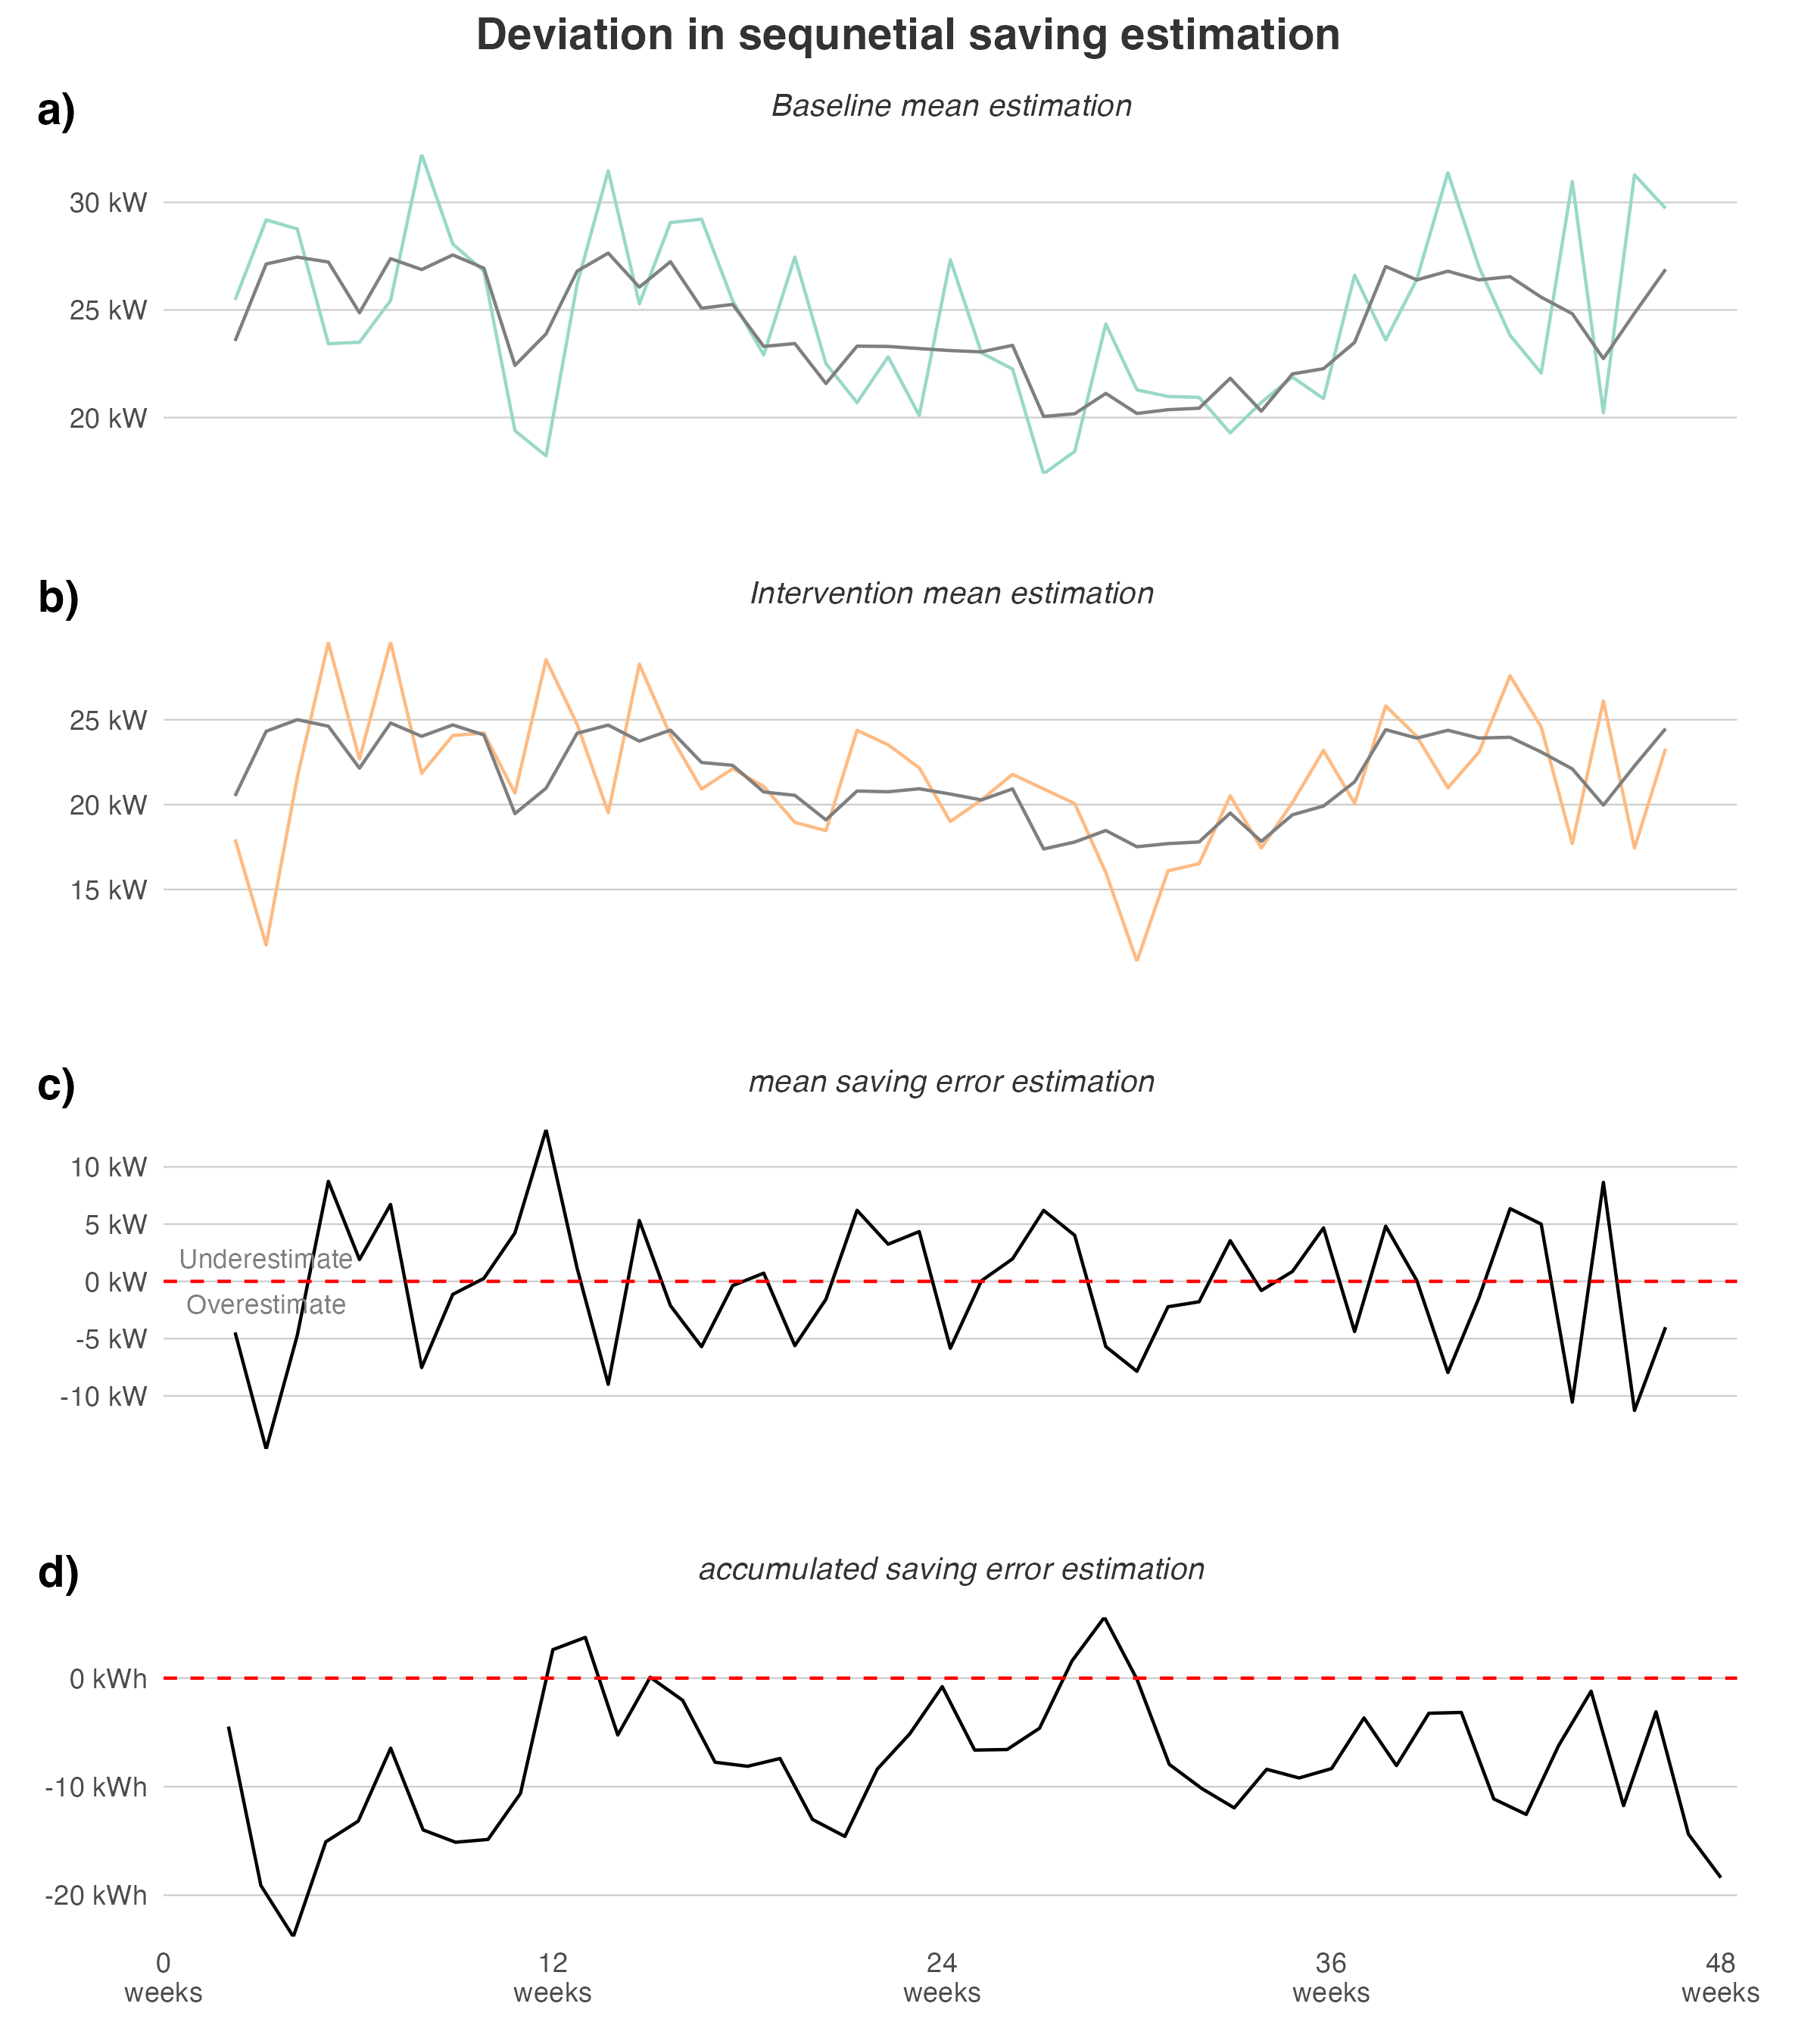 Deviation in sequnetial saving estimation
a)
Baseline mean estimation
30 kW
25 kW
20 kW
b)
Intervention mean estimation
25 kW
20 kW
15 kW
c)
mean saving error estimation
10 kW
5 kW
Underestimate
0 kW
Overestimate
-5 kW
-10 kW
d)
accumulated saving error estimation
0 kWh
-10 kWh
-20 kWh
0 12 24 36 48
weeks weeks weeks weeks weeks